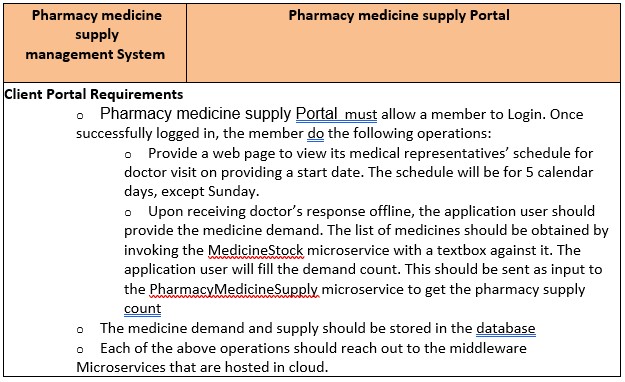 Pharmacy medicine
supply
management System
Pharmacy medicine supply Portal
Client Portal Requirements
o Pharmacy medicine supply Portal must allow a member to Login. Once
successfully logged in, the member do the following operations:
o Provide a web page to view its medical representatives’ schedule for
doctor visit on providing a start date. The schedule will be for 5 calendar
days, except Sunday.
o Upon receiving doctor’s response offline, the application user should
provide the medicine demand. The list of medicines should be obtained by
invoking the MedicineStock microservice with a textbox against it. The
application user will fill the demand count. This should be sent as input to
the PharmacyMedicineSupply microservice to get the pharmacy supply
count
o The medicine demand and supply should be stored in the database
o Each of the above operations should reach out to the middleware
Microservices that are hosted in cloud.